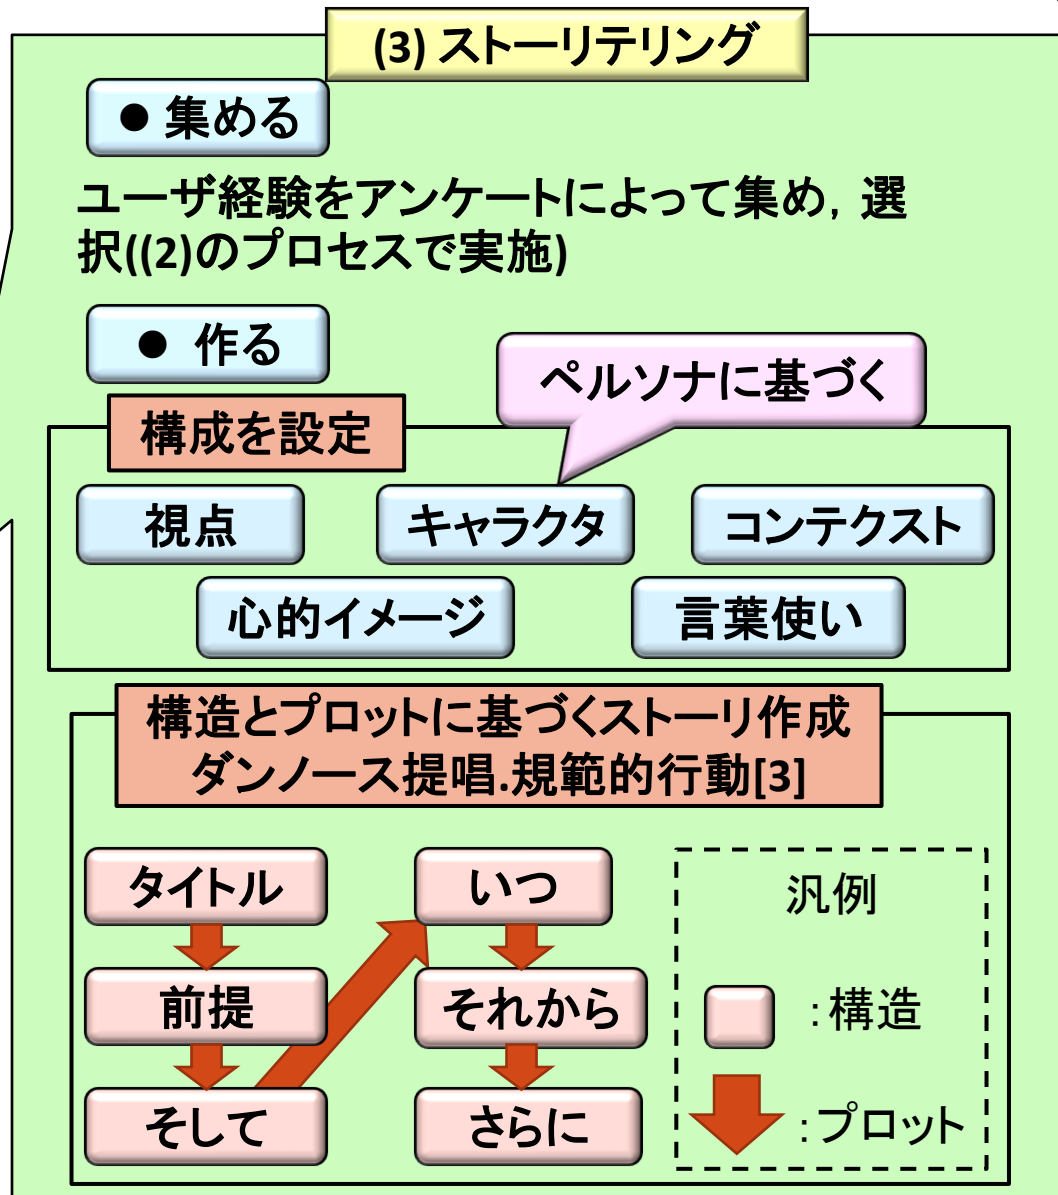 (3) ストーリテリング
● 集める
ユーザ経験をアンケートによって集め, 選
択((2)のプロセスで実施)
● 作る
ペルソナに基づく
構成を設定
視点
キャラクタ
コンテクスト
心的イメージ
言葉使い
構造とプロットに基づくストーリ作成
ダンノース提唱.規範的行動[3]
タイトル
前提
そして
いつ
それから
さらに
汎例
:構造
:プロット